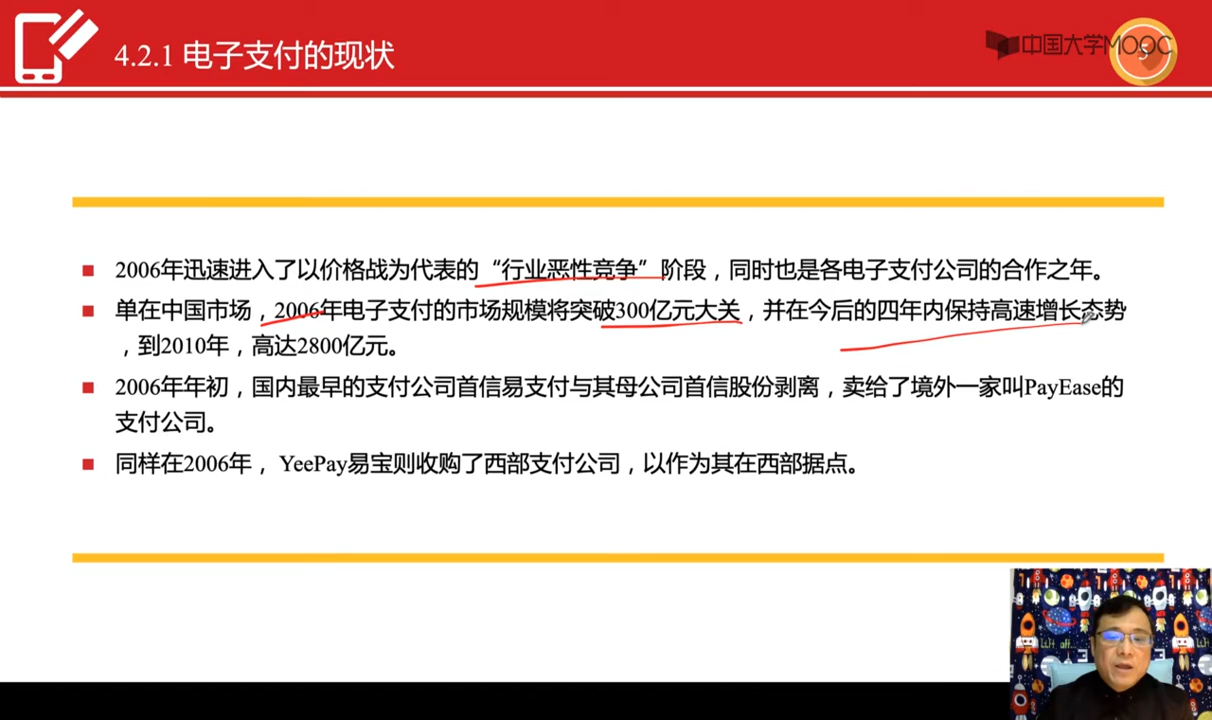 4.2.1 电子支付的现状
中国大学MOOC
5
■ 2006年迅速进入了以价格战为代表的“行业恶性竞争”阶段，同时也是各电子支付公司的合作之年。
■ 单在中国市场，2006年电子支付的市场规模将突破300亿元大关，并在今后的四年内保持高速增长态势
，到2010年，高达2800亿元。
■ 2006年年初，国内最早的支付公司首信易支付与其母公司首信股份剥离，卖给了境外一家叫PayEase的
支付公司。
■ 同样在2006年， YeePay易宝则收购了西部支付公司，以作为其在西部据点。